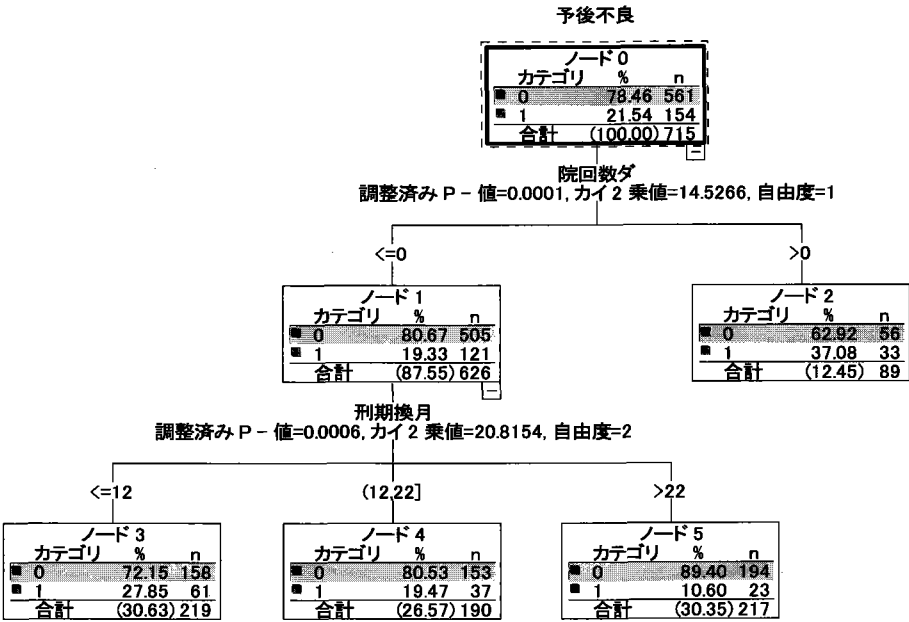 予後不良
ノード 0
カテゴリ % n
0 78.46 561
1 21.54 154
合計 (100.00) 715
院回数ダ
調整済み P - 値=0.0001, カイ 2 乗値=14.5266, 自由度=1
<=0 >0
ノード 1
カテゴリ % n
0 80.67 505
1 19.33 121
合計 (87.55) 626
ノード 2
カテゴリ % n
0 62.92 56
1 37.08 33
合計 (12.45) 89
刑期換月
調整済み P - 値=0.0006, カイ 2 乗値=20.8154, 自由度=2
<=12 (12,22] >22
ノード 3
カテゴリ % n
0 72.15 158
1 27.85 61
合計 (30.63) 219
ノード 4
カテゴリ % n
0 80.53 153
1 19.47 37
合計 (26.57) 190
ノード 5
カテゴリ % n
0 89.40 194
1 10.60 23
合計 (30.35) 217